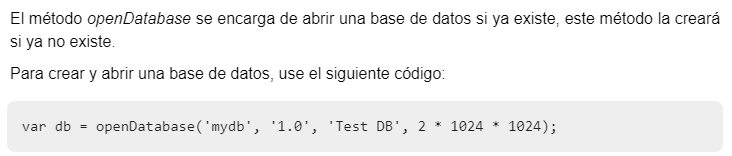 El método openDatabase se encarga de abrir una base de datos si ya existe, este método la creará
si ya no existe.
Para crear y abrir una base de datos, use el siguiente código:
var db = openDatabase('mydb', '1.0', 'Test DB', 2 * 1024 * 1024);